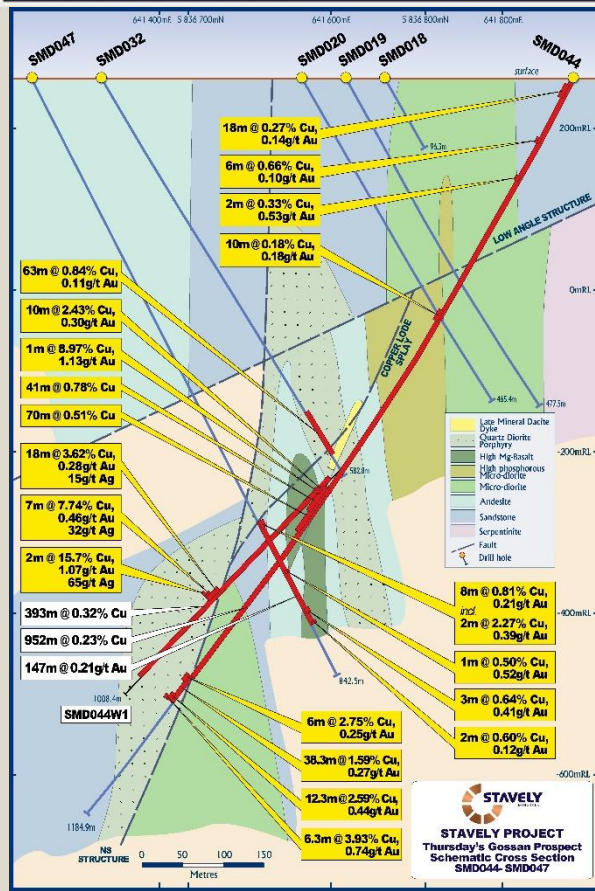 641 400mE
5 836 700mN
641 600mE
5 836 800mN
641 800mE
SMD047
SMD032
SMD020
SMD019
SMD018
SMD044
surface
18m @ 0.27% Cu,
0.14g/t Au
96.3m
200mRL
6m @ 0.66% Cu,
0.10g/t Au
2m @ 0.33% Cu,
0.53g/t Au
LOW ANGLE STRUCTURE
10m @ 0.18% Cu,
0.18g/t Au
63m @ 0.84% Cu,
0.11g/t Au
0mRL
10m @ 2.43% Cu,
0.30g/t Au
COPPER LODE
SPLAY
1m @ 8.97% Cu,
1.13g/t Au
41m @ 0.78% Cu
465.4m
477.5m
70m @ 0.51% Cu
Late Mineral Dacite
Dyke
Quartz Diorite
Porphyry
High Mg-Basalt
High phosphorous
Micro-diorite
Micro-diorite
Andesite
Sandstone
Serpentinite
Fault
Drill hole
-200mRL
582.8m
18m @ 3.62% Cu,
0.28g/t Au
15g/t Ag
7m @ 7.74% Cu,
0.46g/t Au
32g/t Ag
2m @ 15.7% Cu,
1.07g/t Au
65g/t Ag
8m @ 0.81% Cu,
0.21g/t Au
incl.
2m @ 2.27% Cu,
0.39g/t Au
-400mRL
393m @ 0.32% Cu
952m @ 0.23% Cu
147m @ 0.21g/t Au
1m @ 0.50% Cu,
0.52g/t Au
842.5m
3m @ 0.64% Cu,
0.41g/t Au
1008.4m
SMD044W1
2m @ 0.60% Cu,
0.12g/t Au
6m @ 2.75% Cu,
0.25g/t Au
38.3m @ 1.59% Cu,
0.27g/t Au
-600mRL
12.3m @ 2.59% Cu,
0.44g/t Au
1184.9m
6.3m @ 3.93% Cu,
0.74g/t Au
NS
STRUCTURE
0 50 100 150
Metres
STAVELY
STAVELY PROJECT
Thursday's Gossan Prospect
Schematic Cross Section
SMD044- SMD047